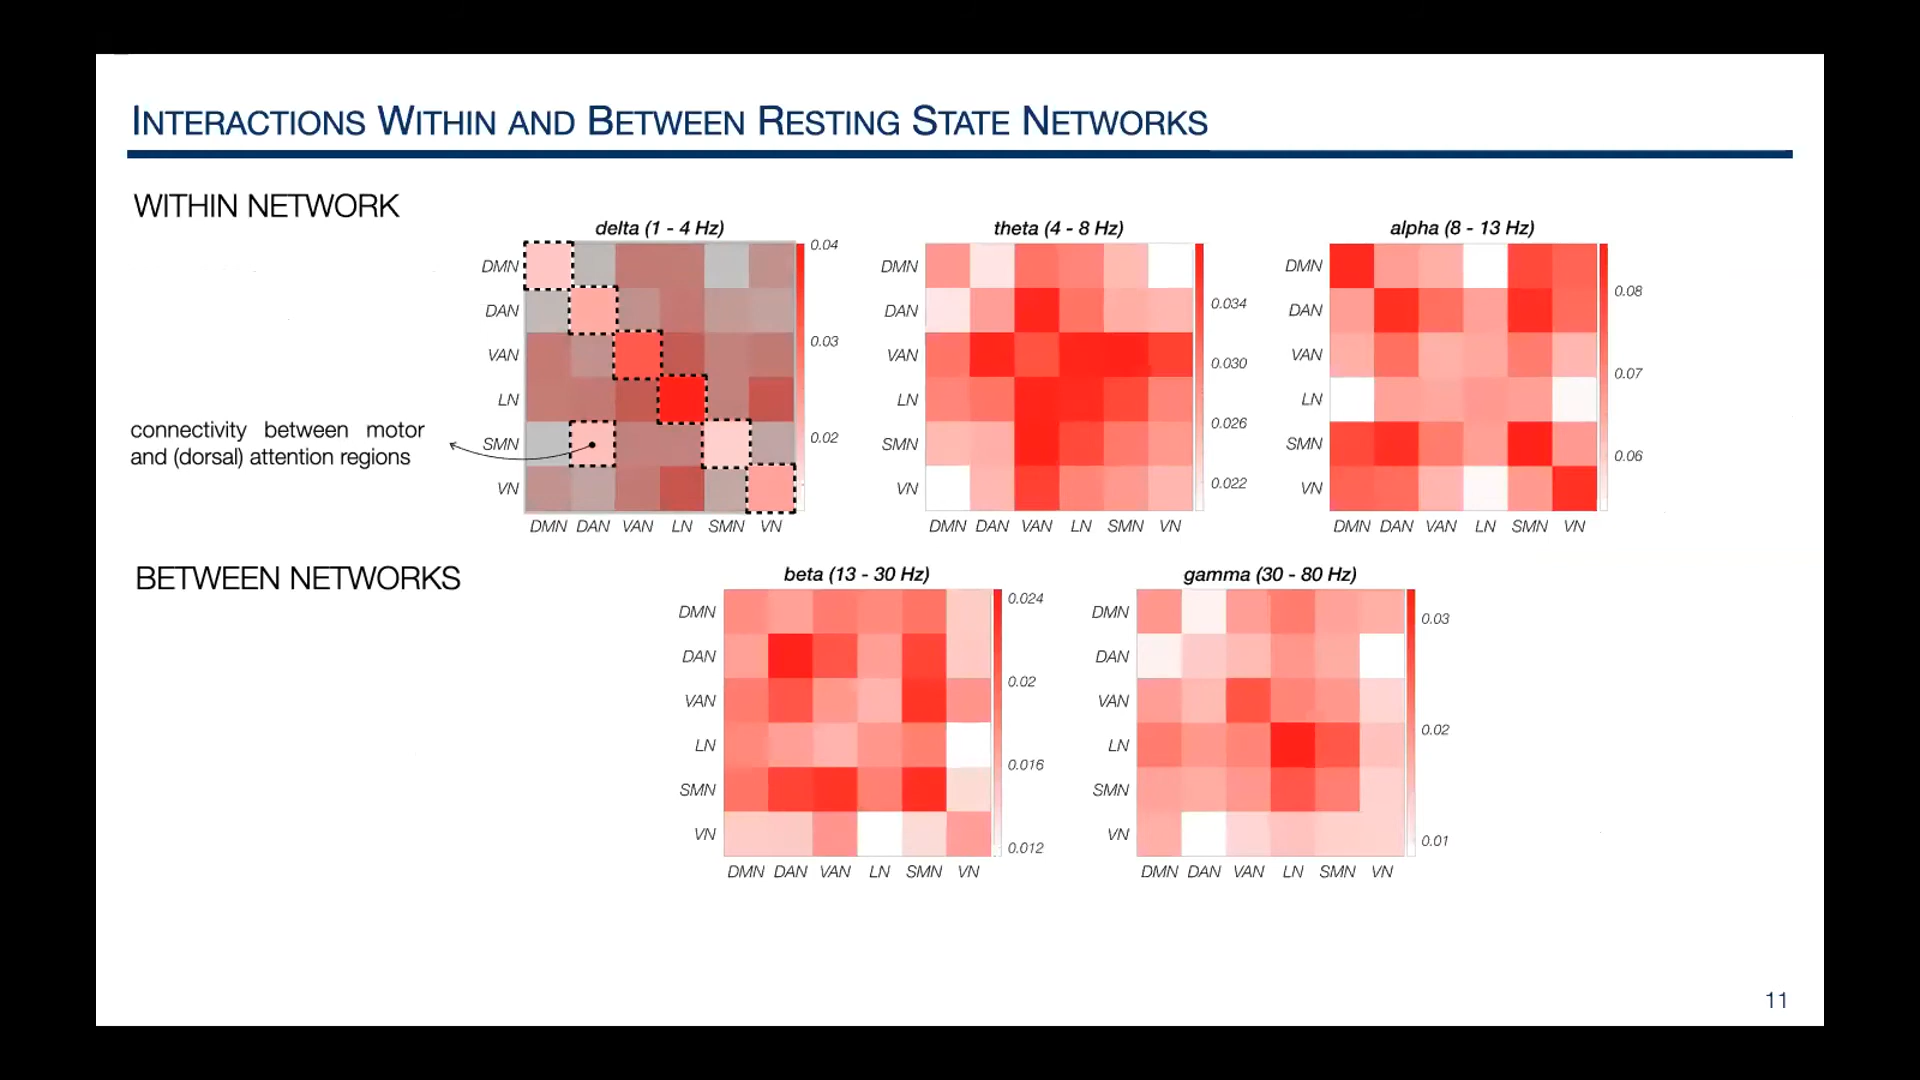 INTERACTIONS WITHIN AND BETWEEN RESTING STATE NETWORKS
WITHIN NETWORK
delta (1 - 4 Hz)
DMN
DAN
VAN
LN
SMN
VN
DMN DAN VAN LN SMN VN
0.04
0.03
0.02
connectivity between motor
and (dorsal) attention regions
theta (4 - 8 Hz)
DMN
DAN
VAN
LN
SMN
VN
DMN DAN VAN LN SMN VN
0.034
0.030
0.026
0.022
alpha (8 - 13 Hz)
DMN
DAN
VAN
LN
SMN
VN
DMN DAN VAN LN SMN VN
0.08
0.07
0.06
BETWEEN NETWORKS
beta (13 - 30 Hz)
DMN
DAN
VAN
LN
SMN
VN
DMN DAN VAN LN SMN VN
0.024
0.02
0.016
0.012
gamma (30 - 80 Hz)
DMN
DAN
VAN
LN
SMN
VN
DMN DAN VAN LN SMN VN
0.03
0.02
0.01
11